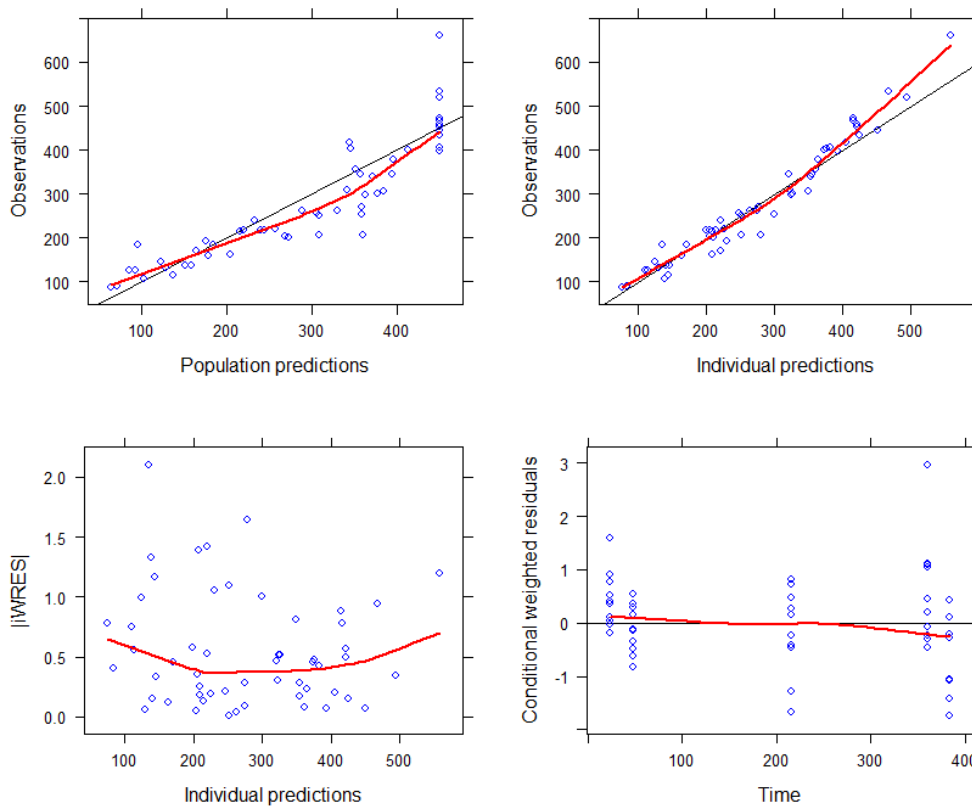 600
500
400
300
200
100
Observations
100 200 300 400
Population predictions
600
500
400
300
200
100
Observations
100 200 300 400 500
Individual predictions
2.0
1.5
1.0
0.5
0.0
|iWRES|
100 200 300 400 500
Individual predictions
3
2
1
0
-1
Conditional weighted residuals
100 200 300 400
Time